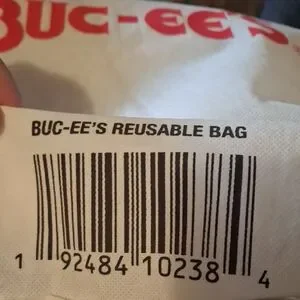 BUC-EE'S
BUC-EE'S REUSABLE BAG
1 92484 10238 4